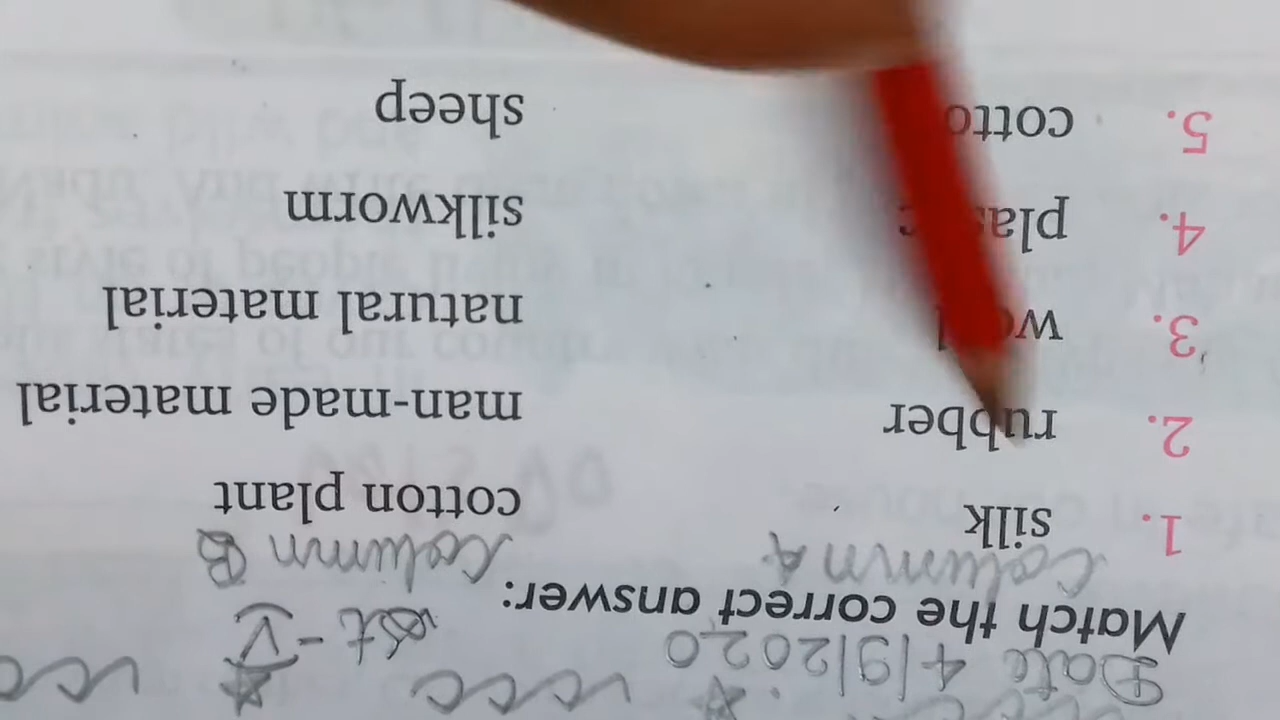 Date 4/9/2020 Std - V
Match the correct answer:
Column A Column B
1. silk cotton plant
2. rubber man-made material
3. natural material
4. silkworm
5. sheep